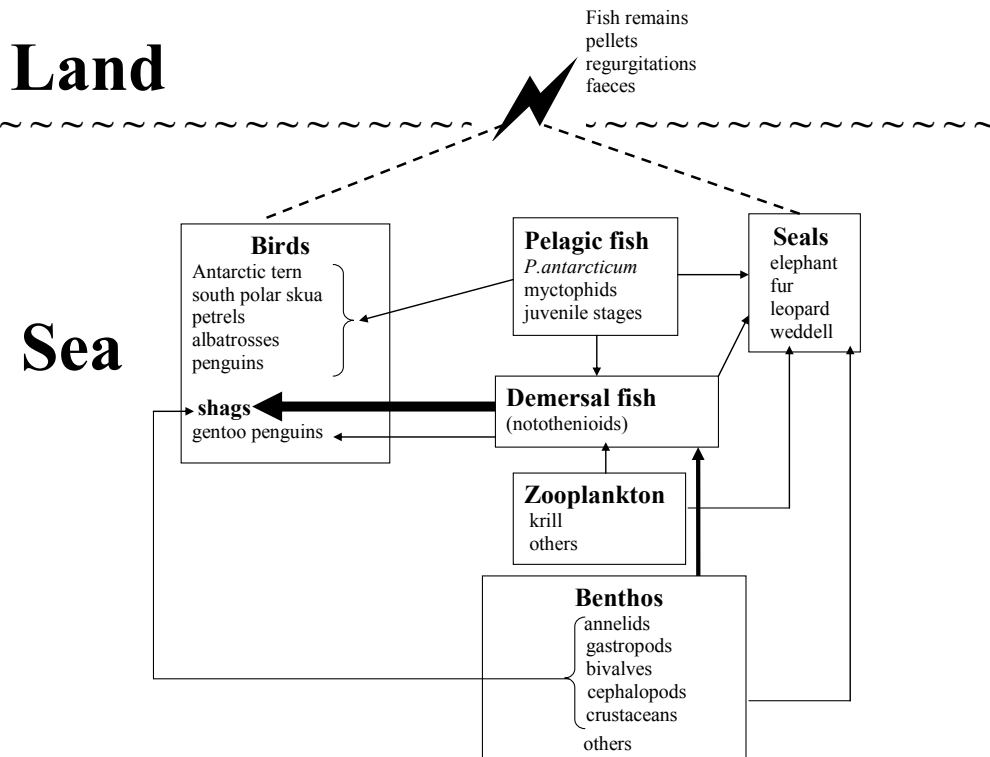 Fish remains
pellets
regurgitations
faeces
Land
Birds
Antarctic tern
south polar skua
petrels
albatrosses
penguins
shags
gentoo penguins
Pelagic fish
P.antarcticum
myctophids
juvenile stages
Seals
elephant
fur
leopard
weddell
Sea
Demersal fish
(notothenioids)
Zooplankton
krill
others
Benthos
annelids
gastropods
bivalves
cephalopods
crustaceans
others